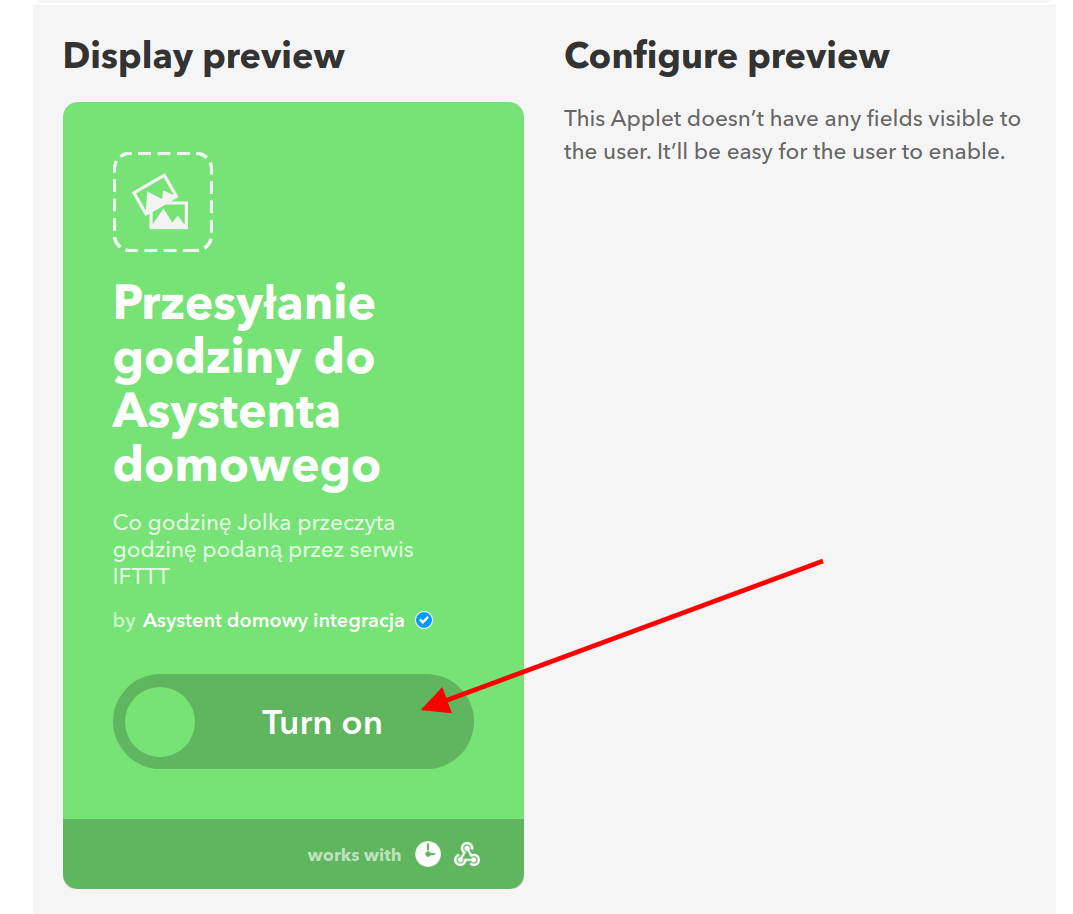 Display preview
Przesyłanie
godziny do
Asystenta
domowego
Co godzinę Jolka przeczyta
godzinę podaną przez serwis
IFTTT
by Asystent domowy integracja
Turn on
works with
Configure preview
This Applet doesn’t have any fields visible to
the user. It’ll be easy for the user to enable.